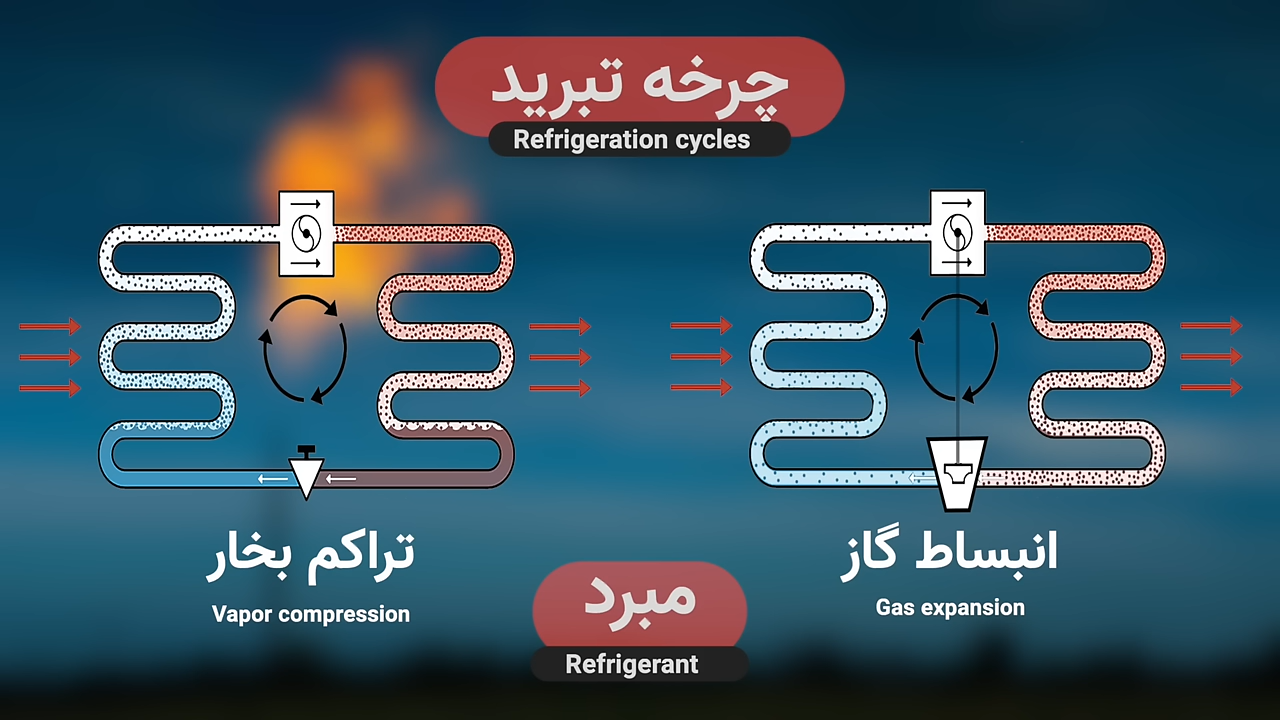 چرخه تبرید
Refrigeration cycles
تراکم بخار
Vapor compression
انبساط گاز
Gas expansion
مبرد
Refrigerant